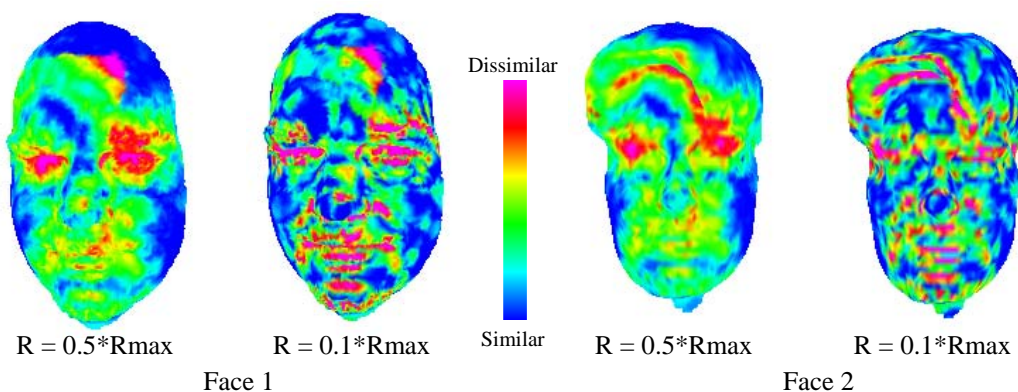 Dissimilar
Similar
R = 0.5*Rmax
R = 0.1*Rmax
R = 0.5*Rmax
R = 0.1*Rmax
Face 1
Face 2